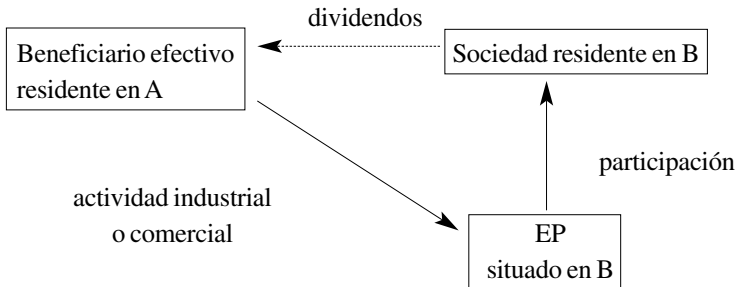 dividendos
Beneficiario efectivo
residente en A
Sociedad residente en B
participación
actividad industrial
o comercial
EP
situado en B